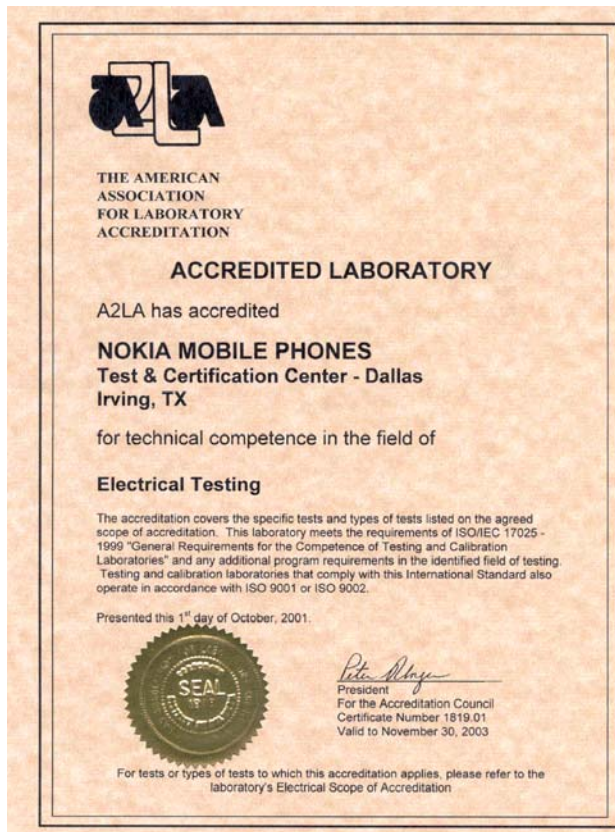 A2LA
THE AMERICAN
ASSOCIATION
FOR LABORATORY
ACCREDITATION
ACCREDITED LABORATORY
A2LA has accredited
NOKIA MOBILE PHONES
Test & Certification Center - Dallas
Irving, TX
for technical competence in the field of
Electrical Testing
The accreditation covers the specific tests and types of tests listed on the agreed
scope of accreditation. This laboratory meets the requirements of ISO/IEC 17025 -
1999 "General Requirements for the Competence of Testing and Calibration
Laboratories" and any additional program requirements in the identified field of testing.
Testing and calibration laboratories that comply with this International Standard also
operate in accordance with ISO 9001 or ISO 9002.
Presented this 1st day of October, 2001.
SEAL
Peter
President
For the Accreditation Council
Certificate Number 1819.01
Valid to November 30, 2003
For tests or types of tests to which this accreditation applies, please refer to the
laboratory's Electrical Scope of Accreditation